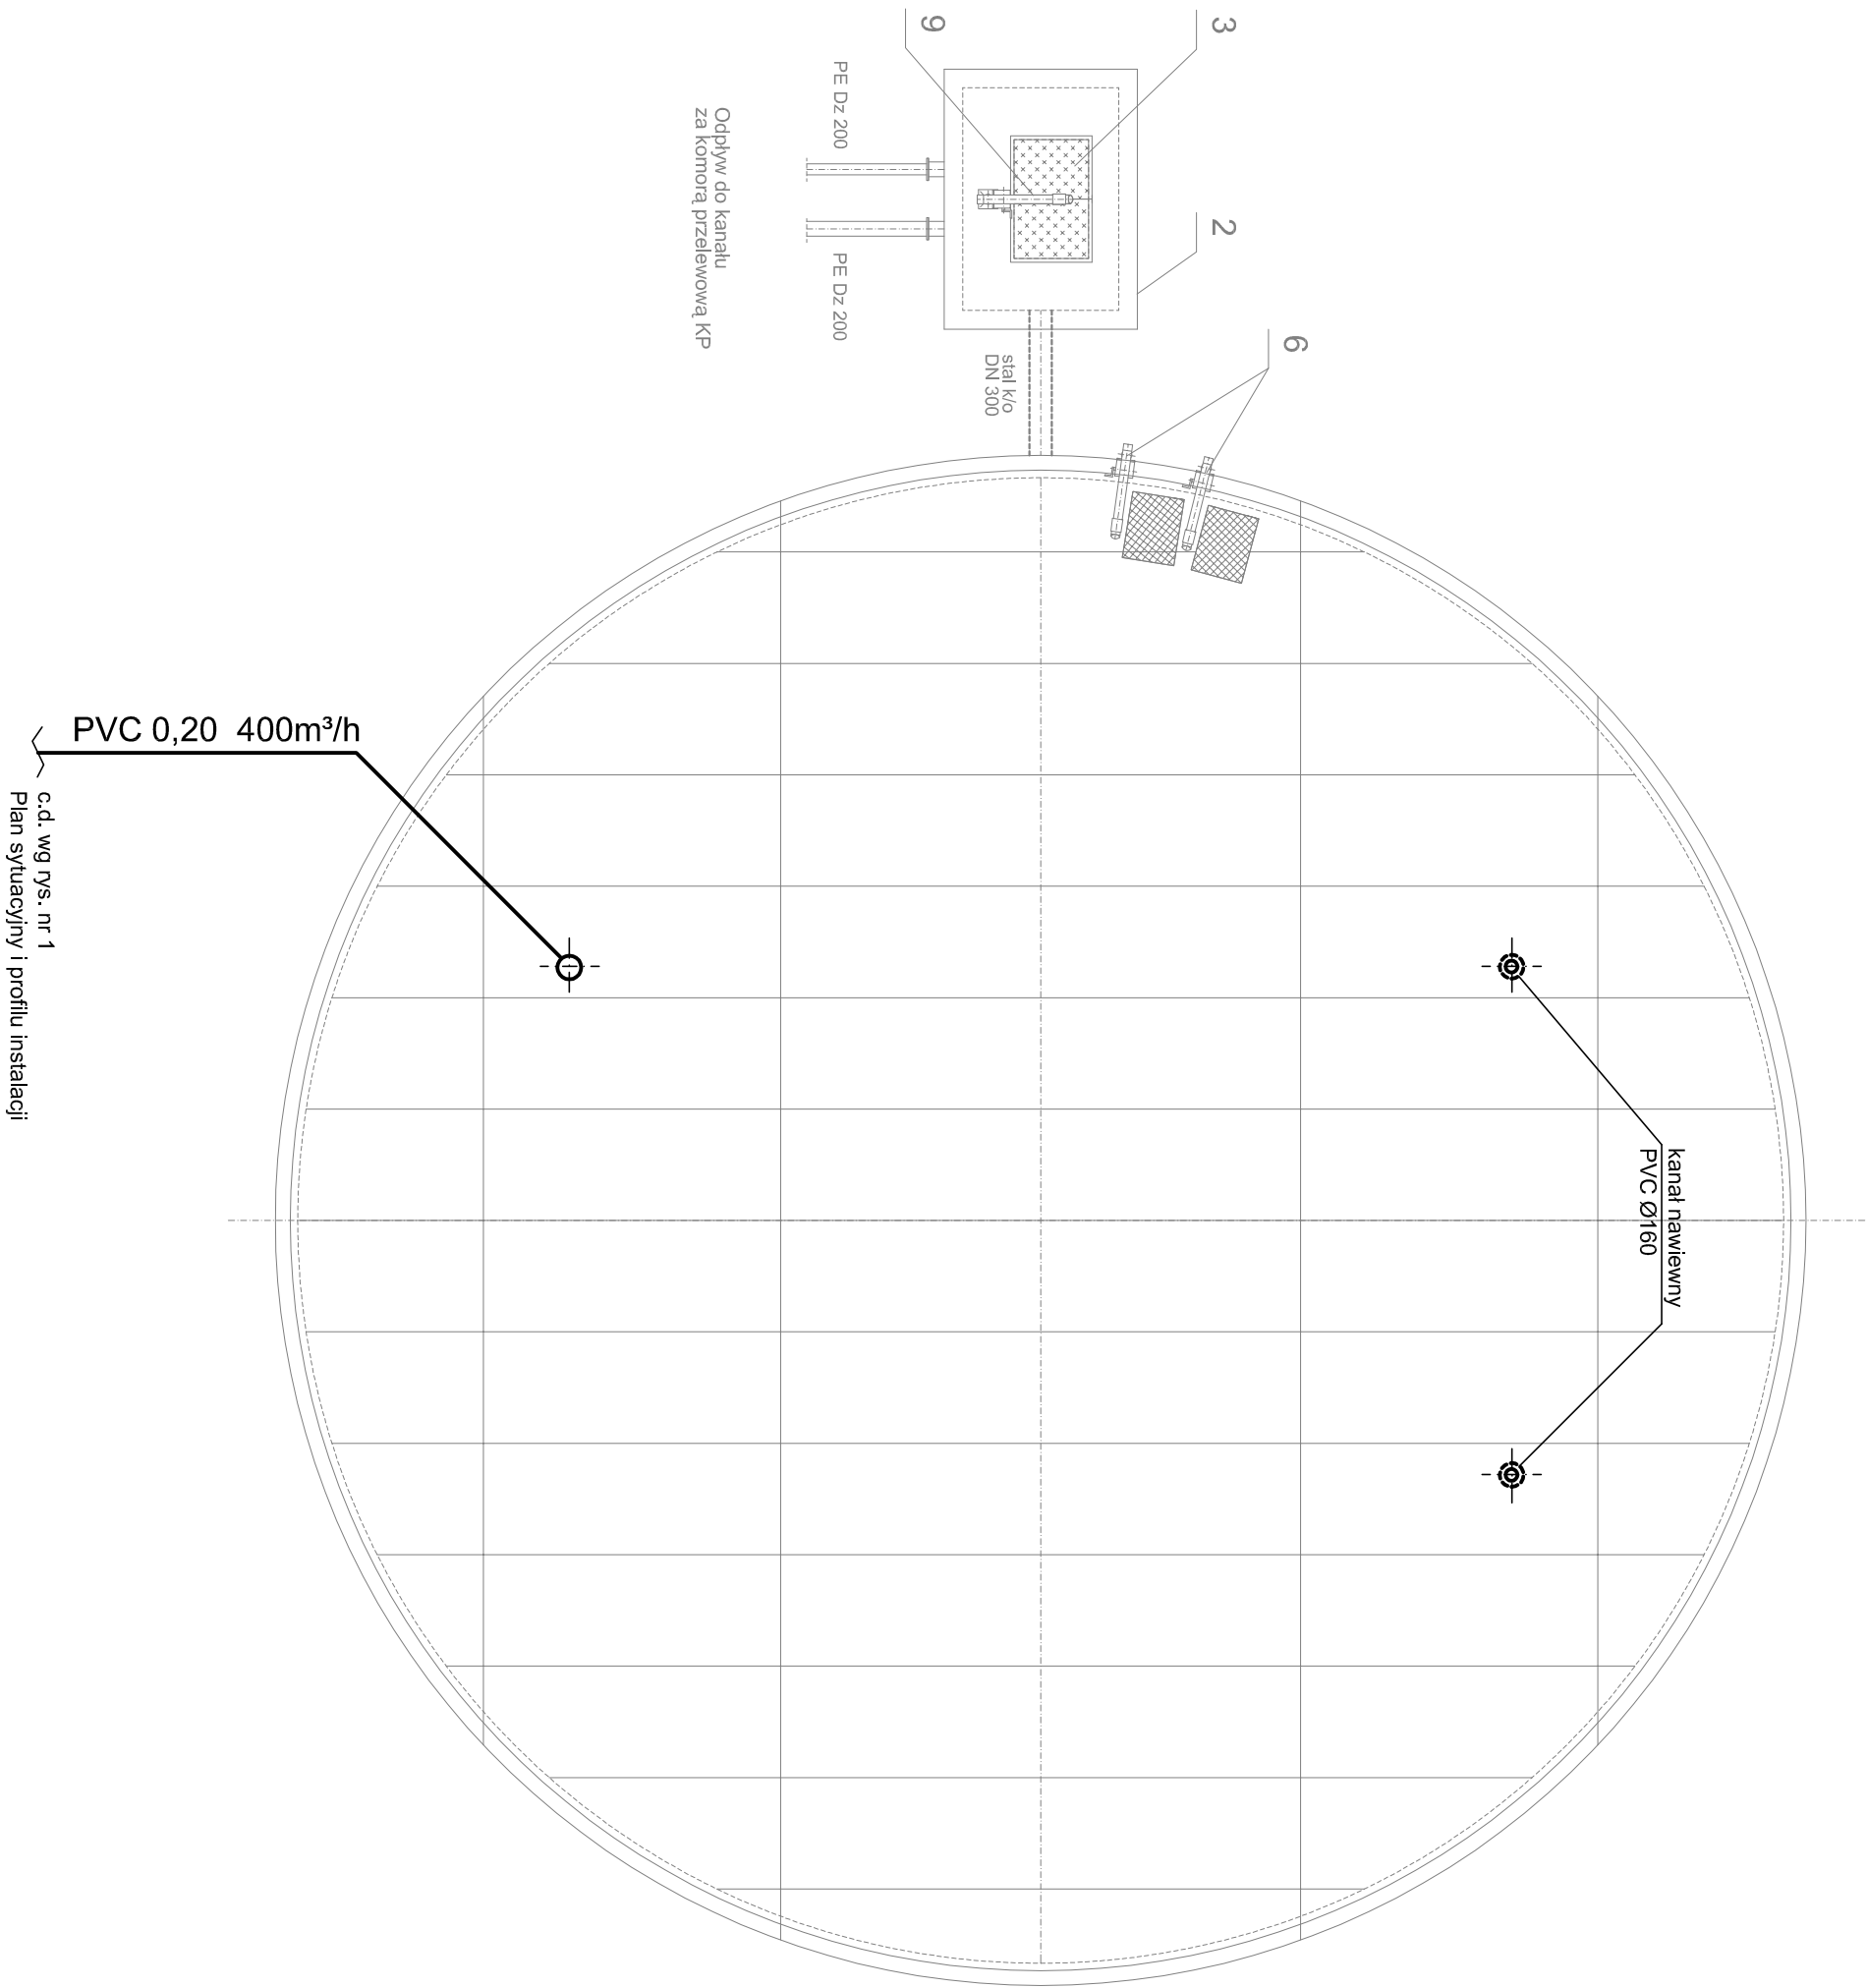 9
3
PE Dz 200
Odpływ do kanału
za komorą przelewową KP
2
PE Dz 200
6
stal k/o
DN 300
PVC 0,20 400m³/h
c.d. wg rys. nr 1
Plan sytuacyjny i profilu instalacji
kanał nawiewny
PVC Ø160